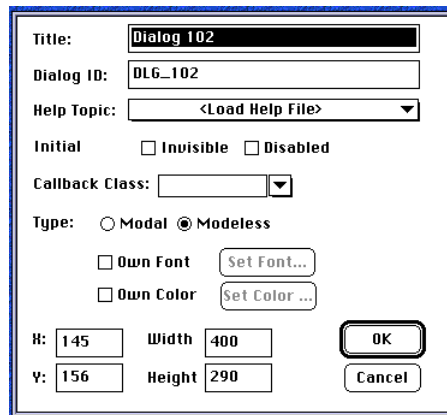 Title: Dialog 102
Dialog ID: DLG_102
Help Topic: <Load Help File>
Initial Invisible Disabled
Callback Class:
Type: Modal Modeless
Own Font Set Font...
Own Color Set Color ...
X: 145 Width 400 OK
Y: 156 Height 290 Cancel